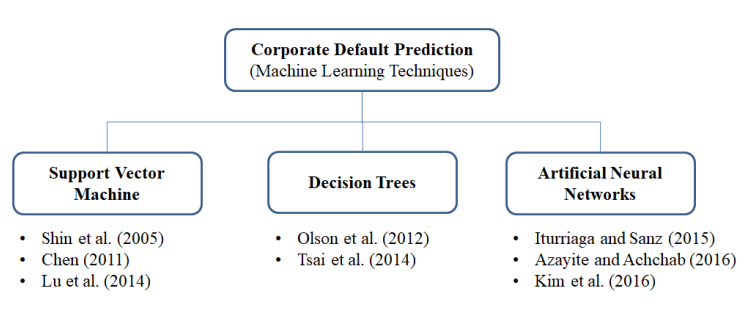 Corporate Default Prediction
(Machine Learning Techniques)
Support Vector
Machine
• Shin et al. (2005)
• Chen (2011)
• Lu et al. (2014)
Decision Trees
• Olson et al. (2012)
• Tsai et al. (2014)
Artificial Neural
Networks
• Iturriaga and Sanz (2015)
• Azayite and Achchab (2016)
• Kim et al. (2016)